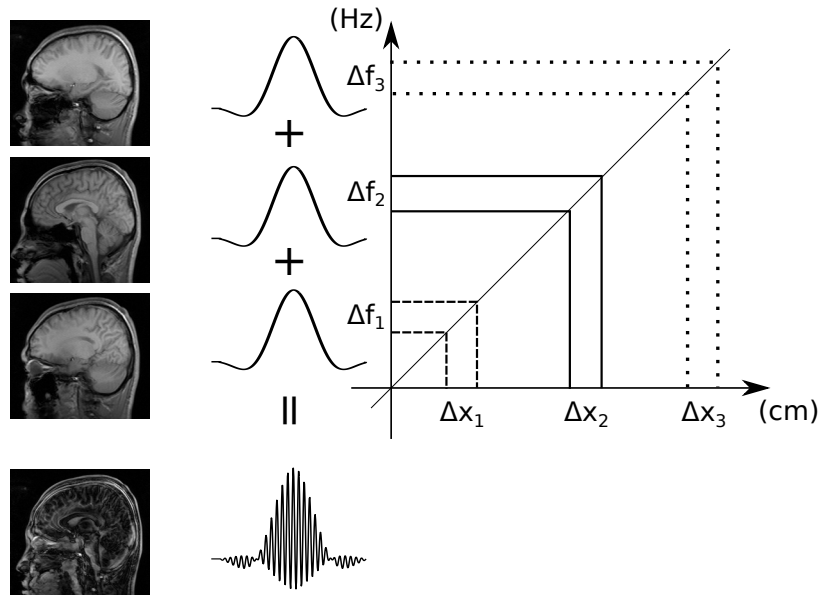 (Hz)
Δf₃
+
Δf₂
+
Δf₁
=
Δx₁ Δx₂ Δx₃ (cm)